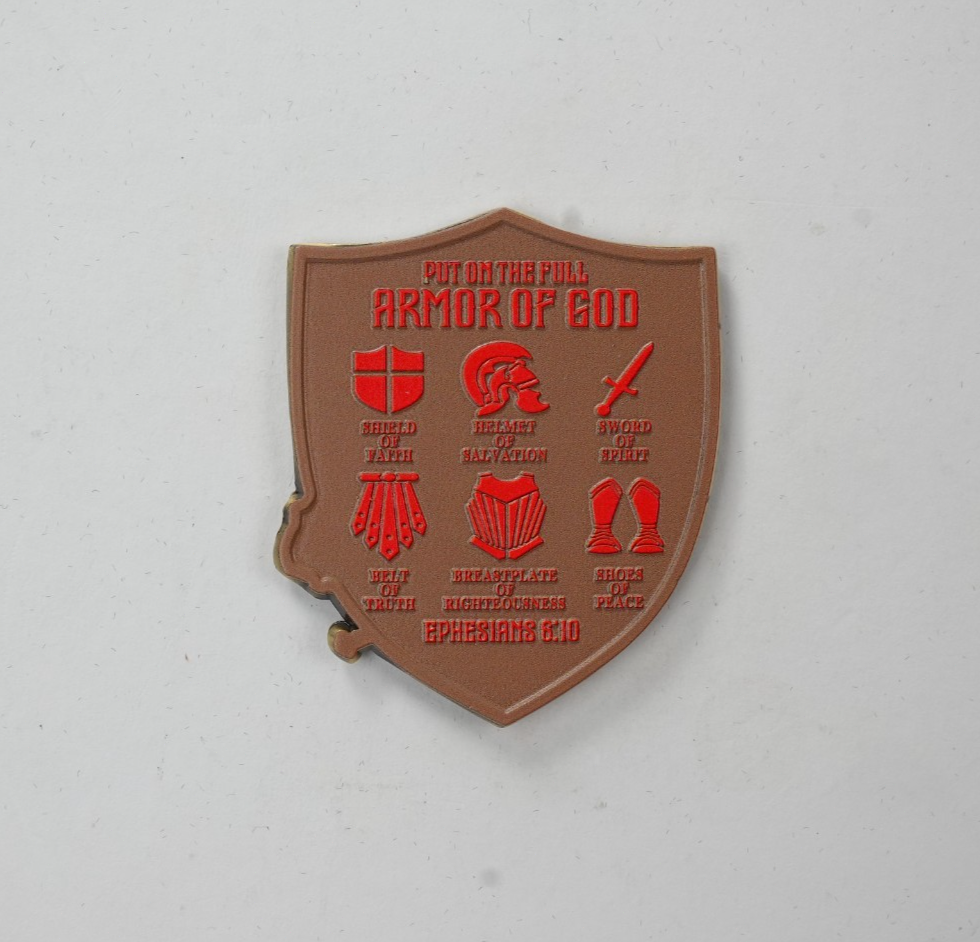 PUT ON THE FULL
ARMOR OF GOD
SHIELD
OF
FAITH
HELMET
OF
SALVATION
SWORD
OF
SPIRIT
BELT
OF
TRUTH
BREASTPLATE
OF
RIGHTEOUSNESS
SHOES
OF
PEACE
EPHESIANS 6:10